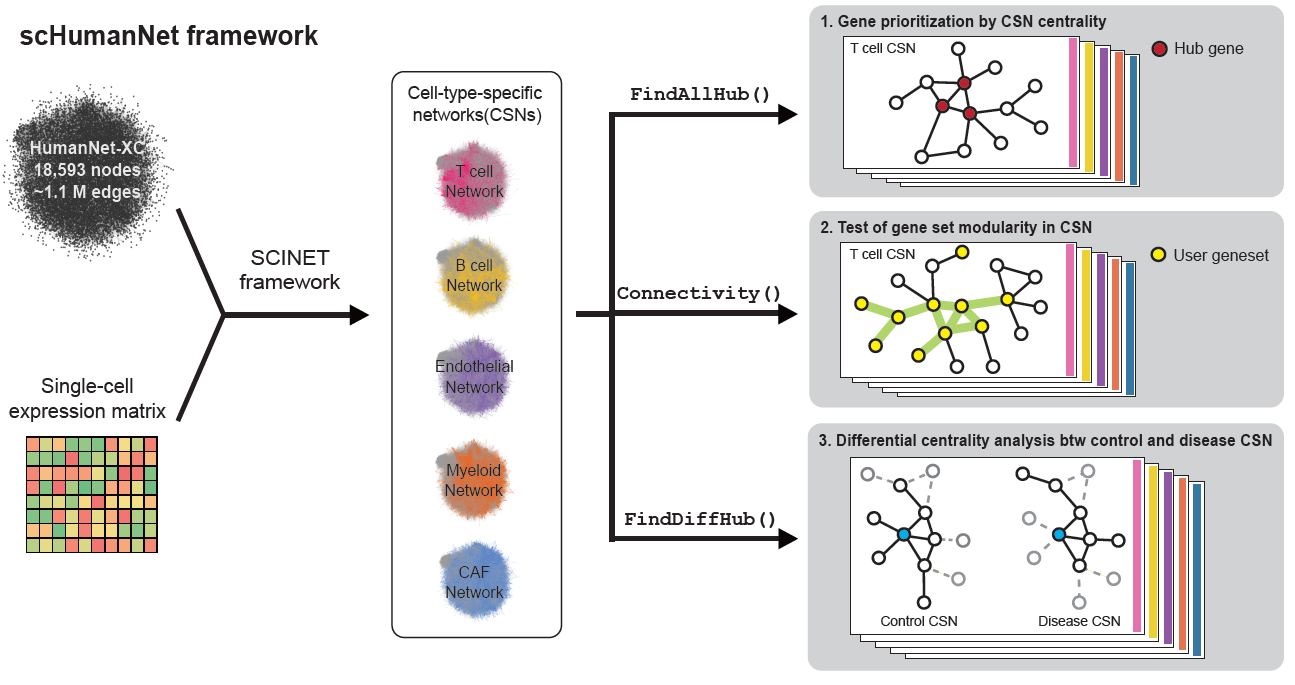 scHumanNet framework
HumanNet-XC
18,593 nodes
~1.1 M edges
Single-cell
expression matrix
SCINET
framework
Cell-type-specific
networks(CSNs)
T cell
Network
B cell
Network
Endothelial
Network
Myeloid
Network
CAF
Network
FindAllHub()
Connectivity()
FindDiffHub()
1. Gene prioritization by CSN centrality
T cell CSN
Hub gene
2. Test of gene set modularity in CSN
T cell CSN
User geneset
3. Differential centrality analysis btw control and disease CSN
Control CSN
Disease CSN